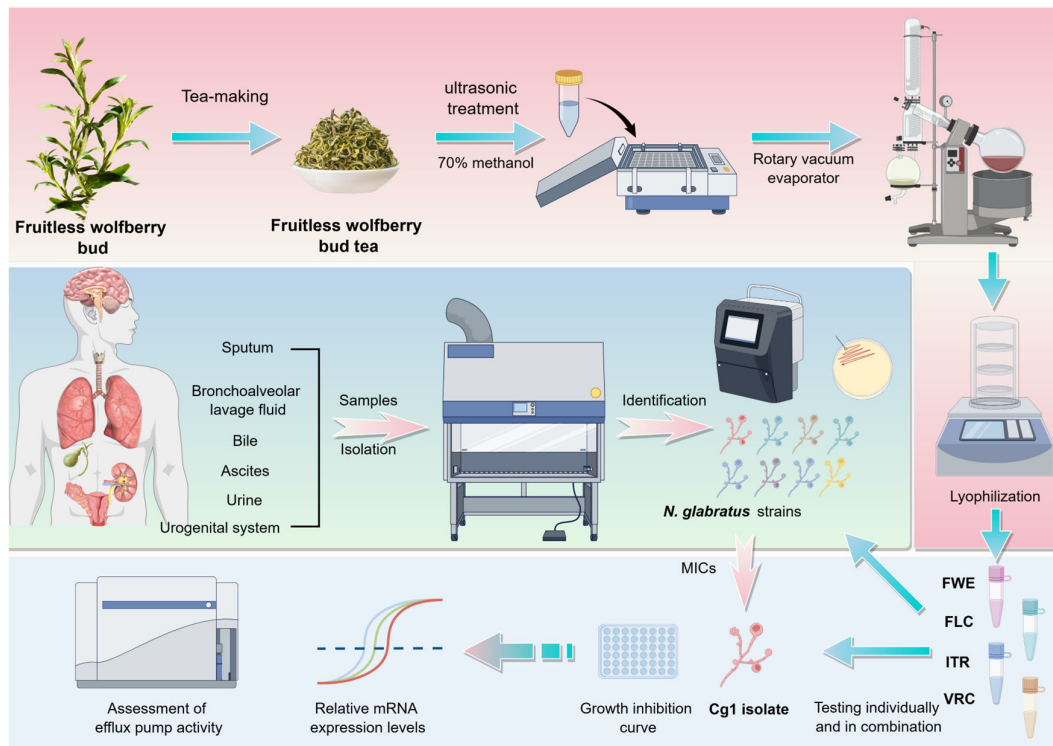 Tea-making
ultrasonic
treatment
70% methanol
Rotary vacuum
evaporator
Fruitless wolfberry
bud
Fruitless wolfberry
bud tea
Sputum
Bronchoalveolar
lavage fluid
Bile
Ascites
Urine
Urogenital system
Samples
Isolation
Identification
N. glabratus strains
Lyophilization
MICs
FWE
FLC
ITR
VRC
Assessment of
efflux pump activity
Relative mRNA
expression levels
Growth inhibition
curve
Cg1 isolate
Testing individually
and in combination